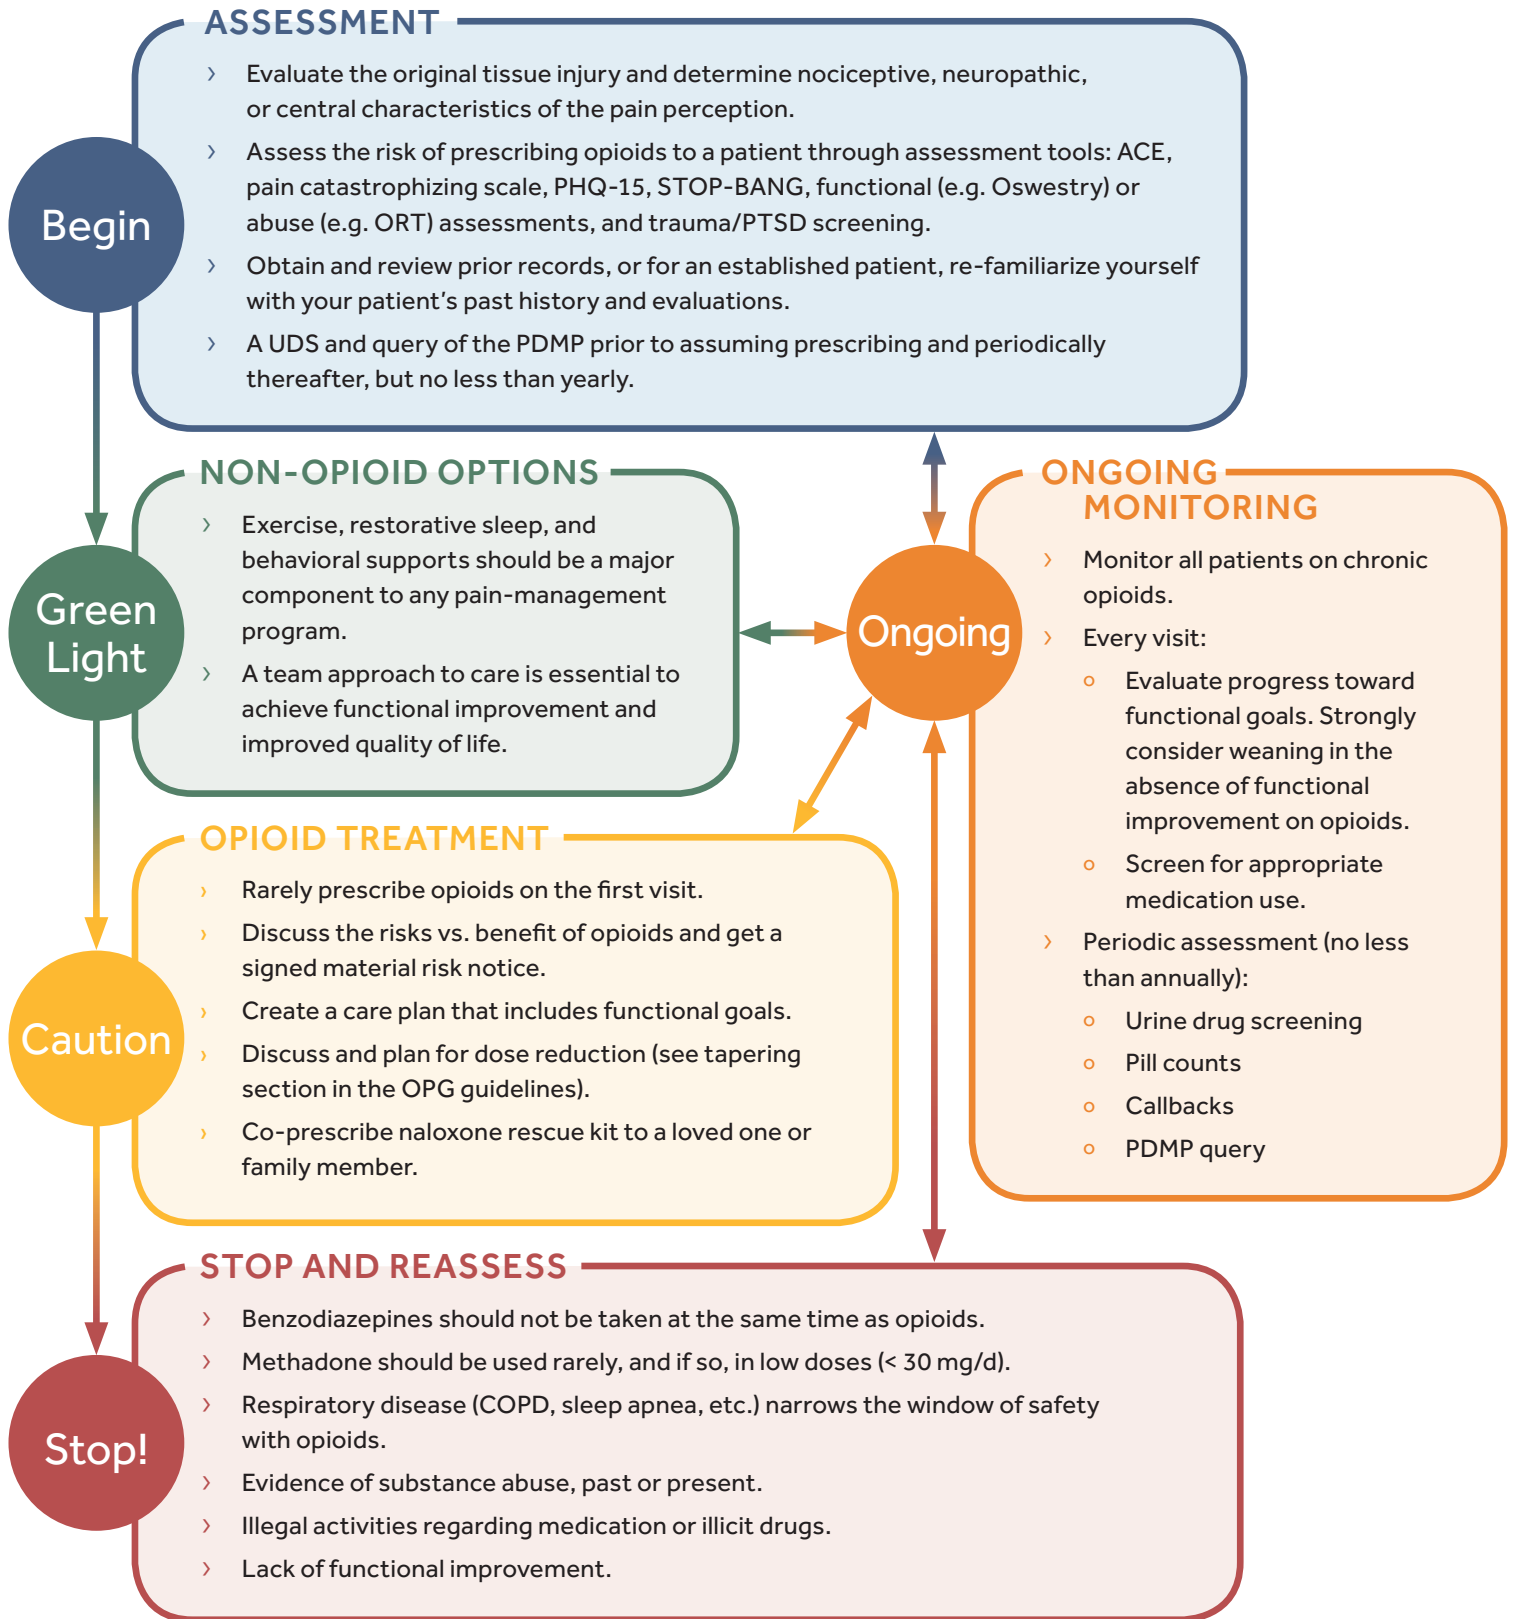 ASSESSMENT
› Evaluate the original tissue injury and determine nociceptive, neuropathic,
or central characteristics of the pain perception.
› Assess the risk of prescribing opioids to a patient through assessment tools: ACE,
pain catastrophizing scale, PHQ-15, STOP-BANG, functional (e.g. Oswestry) or
abuse (e.g. ORT) assessments, and trauma/PTSD screening.
› Obtain and review prior records, or for an established patient, re-familiarize yourself
with your patient's past history and evaluations.
› A UDS and query of the PDMP prior to assuming prescribing and periodically
thereafter, but no less than yearly.
Begin
NON-OPIOID OPTIONS
› Exercise, restorative sleep, and
behavioral supports should be a major
component to any pain-management
program.
› A team approach to care is essential to
achieve functional improvement and
improved quality of life.
Green
Light
ONGOING
MONITORING
› Monitor all patients on chronic
opioids.
› Every visit:
o Evaluate progress toward
functional goals. Strongly
consider weaning in the
absence of functional
improvement on opioids.
o Screen for appropriate
medication use.
› Periodic assessment (no less
than annually):
o Urine drug screening
o Pill counts
o Callbacks
o PDMP query
Ongoing
OPIOID TREATMENT
› Rarely prescribe opioids on the first visit.
› Discuss the risks vs. benefit of opioids and get a
signed material risk notice.
› Create a care plan that includes functional goals.
› Discuss and plan for dose reduction (see tapering
section in the OPG guidelines).
› Co-prescribe naloxone rescue kit to a loved one or
family member.
Caution
STOP AND REASSESS
› Benzodiazepines should not be taken at the same time as opioids.
› Methadone should be used rarely, and if so, in low doses (< 30 mg/d).
› Respiratory disease (COPD, sleep apnea, etc.) narrows the window of safety
with opioids.
› Evidence of substance abuse, past or present.
› Illegal activities regarding medication or illicit drugs.
› Lack of functional improvement.
Stop!